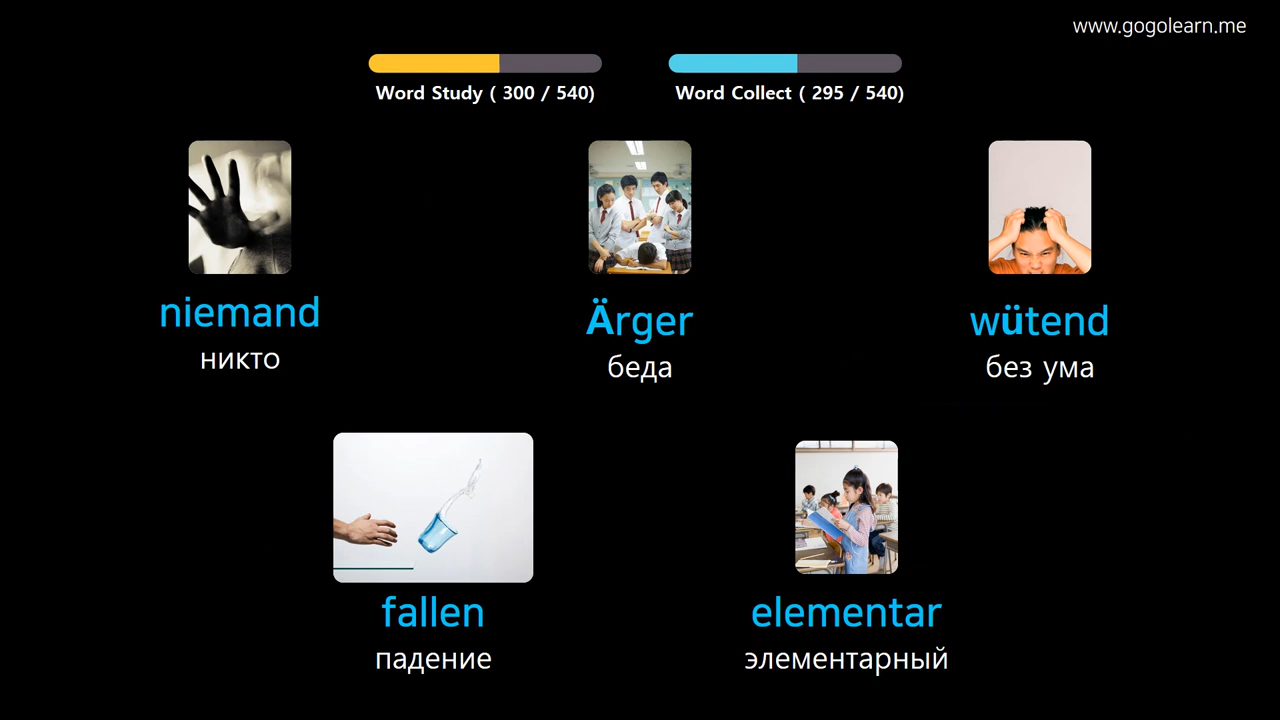 www.gogolearn.me
Word Study ( 300 / 540)
Word Collect ( 295 / 540)
niemand
никто
Ärger
беда
wütend
без ума
fallen
падение
elementar
элементарный